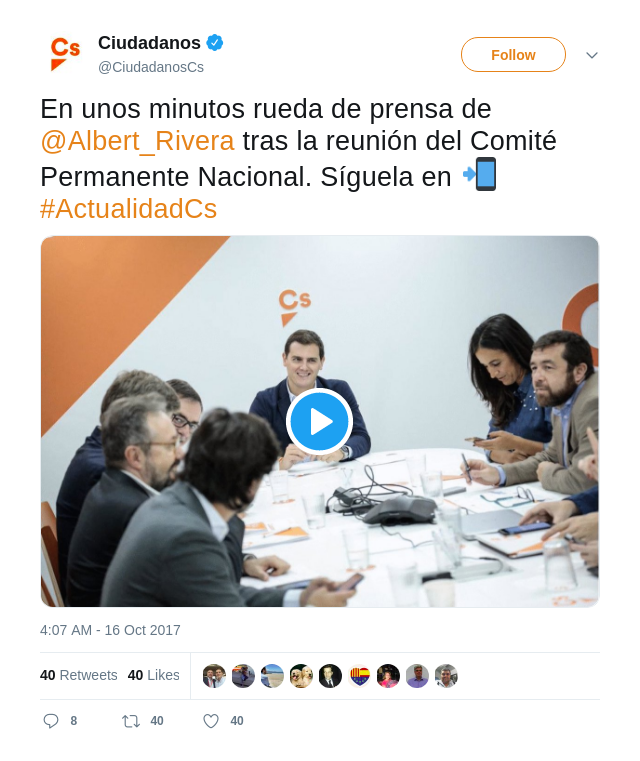 Cs
Ciudadanos
@CiudadanosCs
Follow
En unos minutos rueda de prensa de
@Albert_Rivera tras la reunión del Comité
Permanente Nacional. Síguela en
#ActualidadCs
Cs
4:07 AM - 16 Oct 2017
40 Retweets 40 Likes
8 40 40